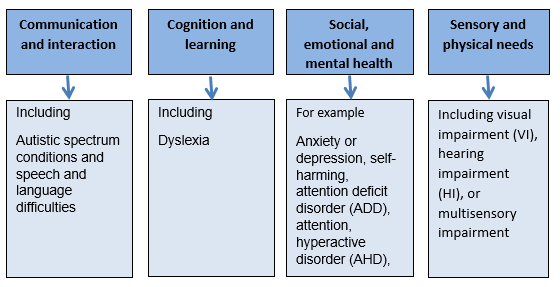 Communication
and interaction
Including
Autistic spectrum
conditions and
speech and
language
difficulties
Cognition and
learning
Including
Dyslexia
Social,
emotional and
mental health
For example
Anxiety or
depression, self-
harming,
attention deficit
disorder (ADD),
attention,
hyperactive
disorder (AHD),
Sensory and
physical needs
Including visual
impairment (VI),
hearing
impairment
(HI), or
multisensory
impairment